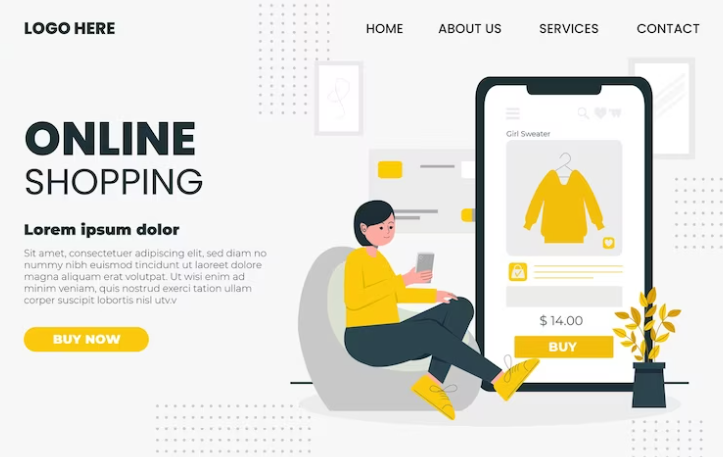 LOGO HERE
HOME
ABOUT US
SERVICES
CONTACT
ONLINE
SHOPPING
Lorem ipsum dolor
Sit amet, consectetuer adipiscing elit, sed diam no
nummy nibh euismod tincidunt ut laoreet dolore
magna aliquam erat volutpat. Ut wisi enim ad
minim veniam, quis nostrud exerci tation ullam
corper suscipit lobortis nisl utv.v
BUY NOW
Girl Sweater
$ 14.00
BUY